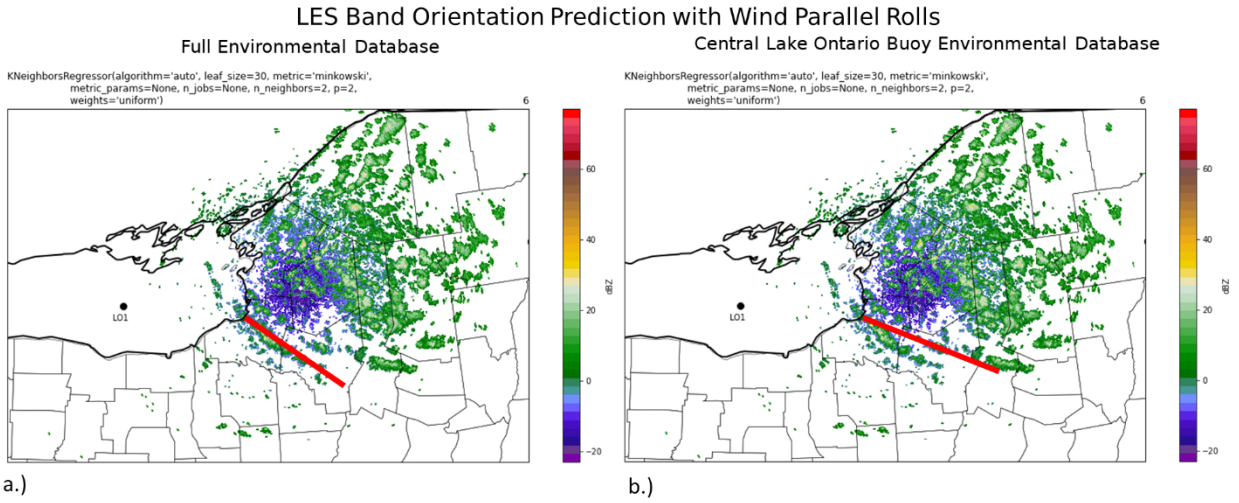 LES Band Orientation Prediction with Wind Parallel Rolls
Full Environmental Database
KNeighborsRegressor(algorithm='auto', leaf_size=30, metric='minkowski',
metric_params=None, n_jobs=None, n_neighbors=2, p=2,
weights='uniform')
6
LO1
60
40
20
0
−20
dBZ
a.)
Central Lake Ontario Buoy Environmental Database
KNeighborsRegressor(algorithm='auto', leaf_size=30, metric='minkowski',
metric_params=None, n_jobs=None, n_neighbors=2, p=2,
weights='uniform')
6
LO1
60
40
20
0
−20
dBZ
b.)